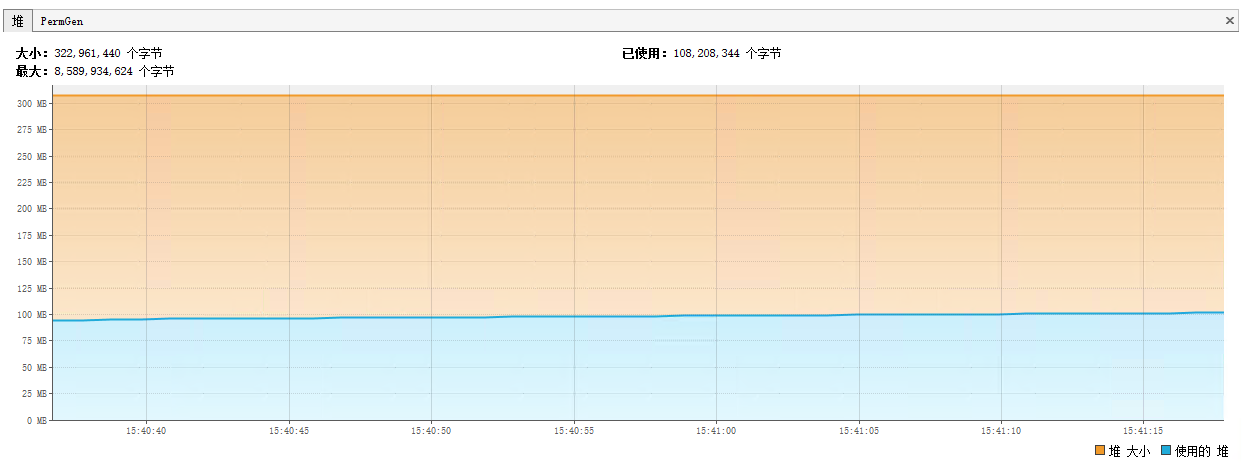 堆 PermGen ×
大小: 322,961,440 个字节 已使用: 108,208,344 个字节
最大: 8,589,934,624 个字节
300 MB
275 MB
250 MB
225 MB
200 MB
175 MB
150 MB
125 MB
100 MB
75 MB
50 MB
25 MB
0 MB
15:40:40 15:40:45 15:40:50 15:40:55 15:41:00 15:41:05 15:41:10 15:41:15
堆 大小 使用的 堆